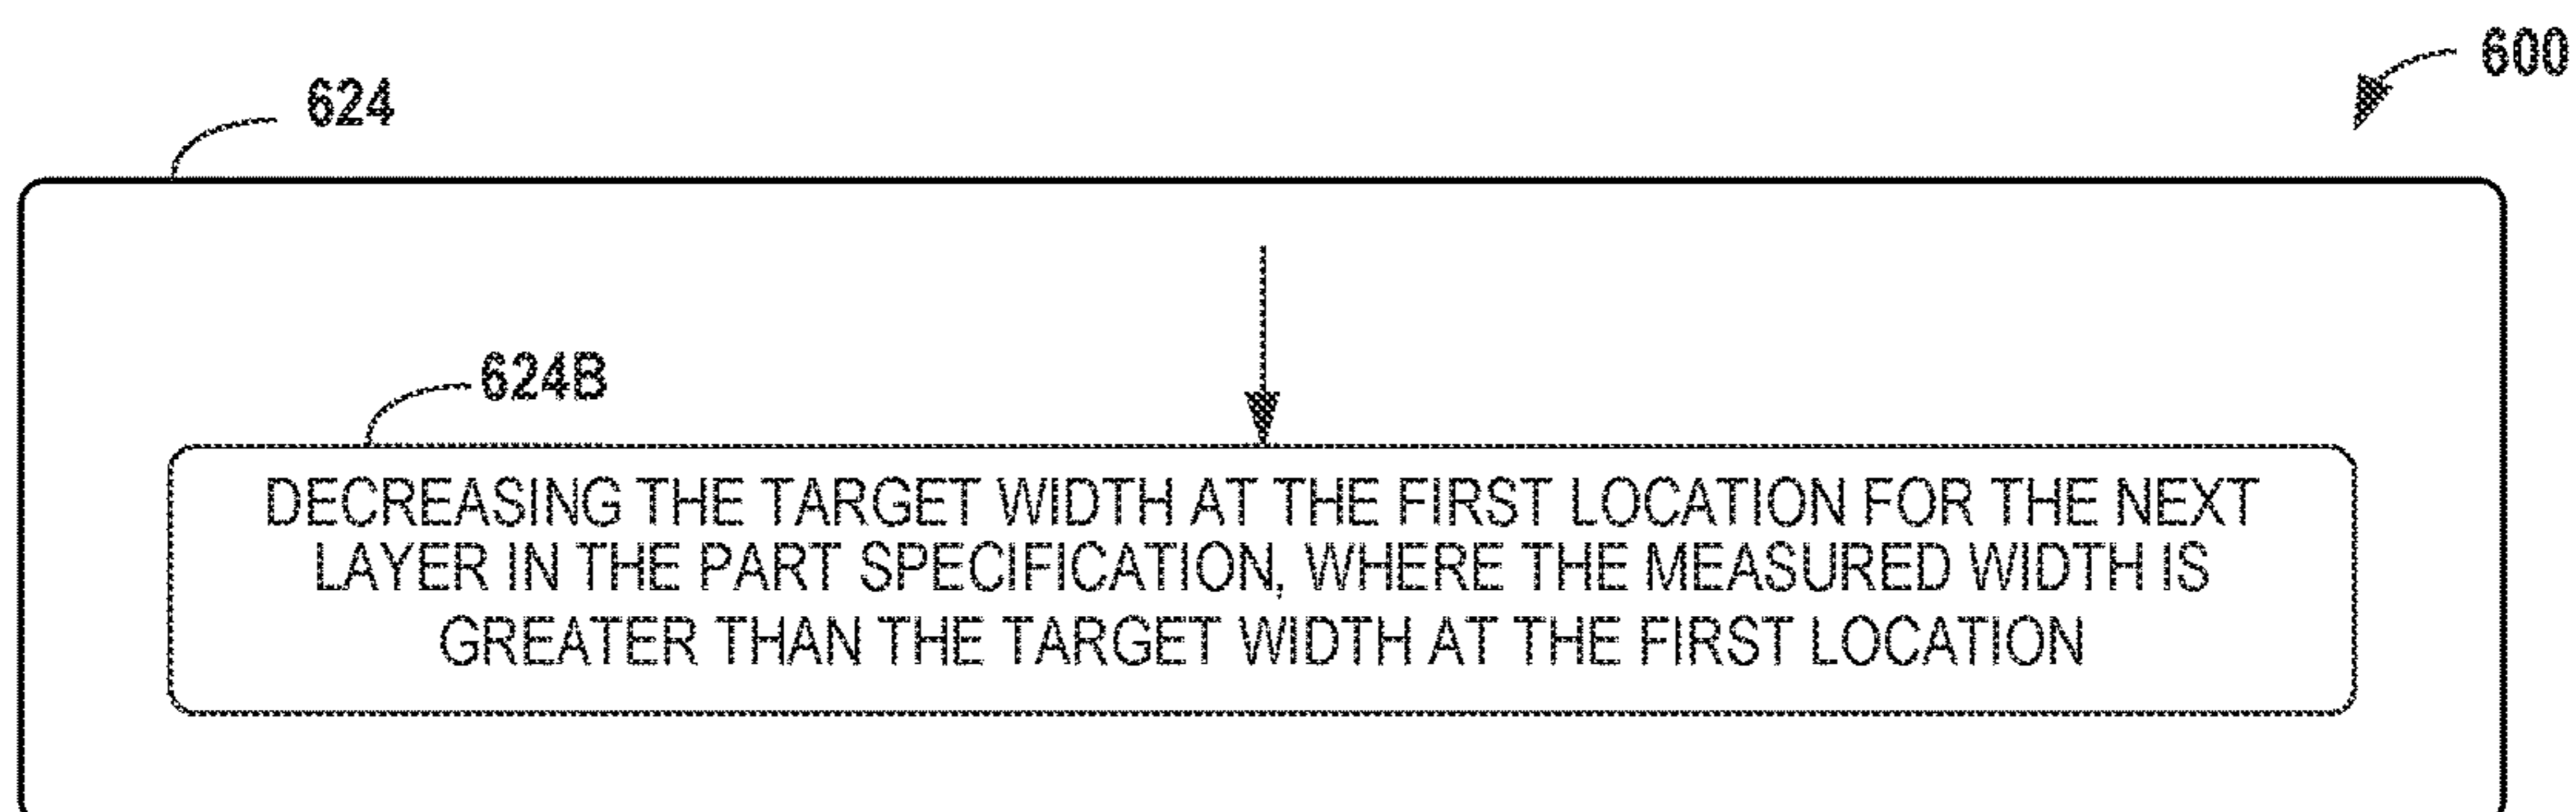 600
624
624B
DECREASING THE TARGET WIDTH AT THE FIRST LOCATION FOR THE NEXT
LAYER IN THE PART SPECIFICATION, WHERE THE MEASURED WIDTH IS
GREATER THAN THE TARGET WIDTH AT THE FIRST LOCATION